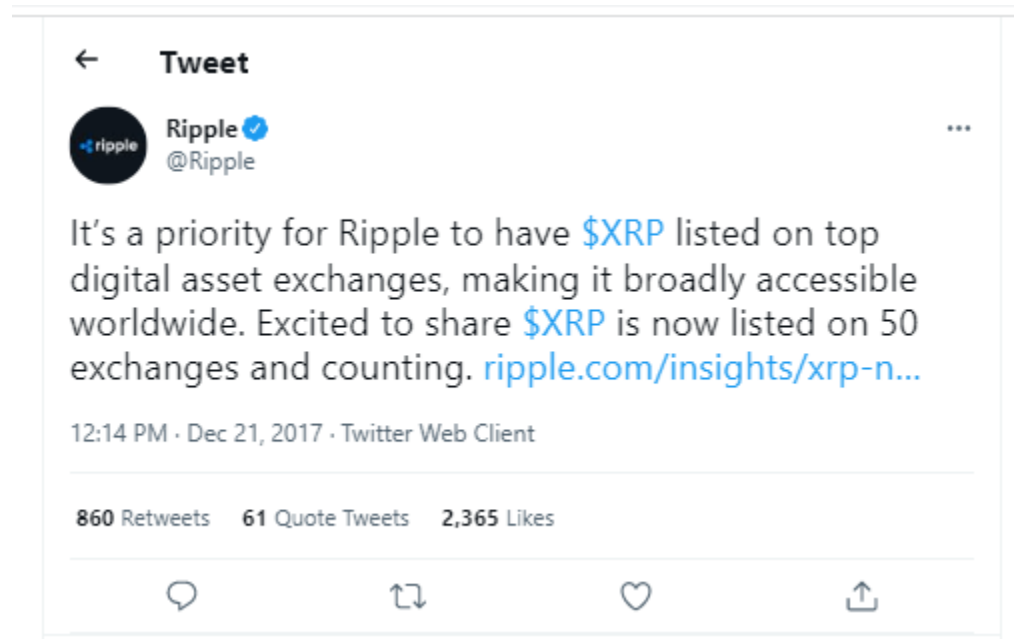 Tweet
ripple
Ripple
@Ripple
It’s a priority for Ripple to have $XRP listed on top
digital asset exchanges, making it broadly accessible
worldwide. Excited to share $XRP is now listed on 50
exchanges and counting. ripple.com/insights/xrp-n...
12:14 PM · Dec 21, 2017 · Twitter Web Client
860 Retweets 61 Quote Tweets 2,365 Likes